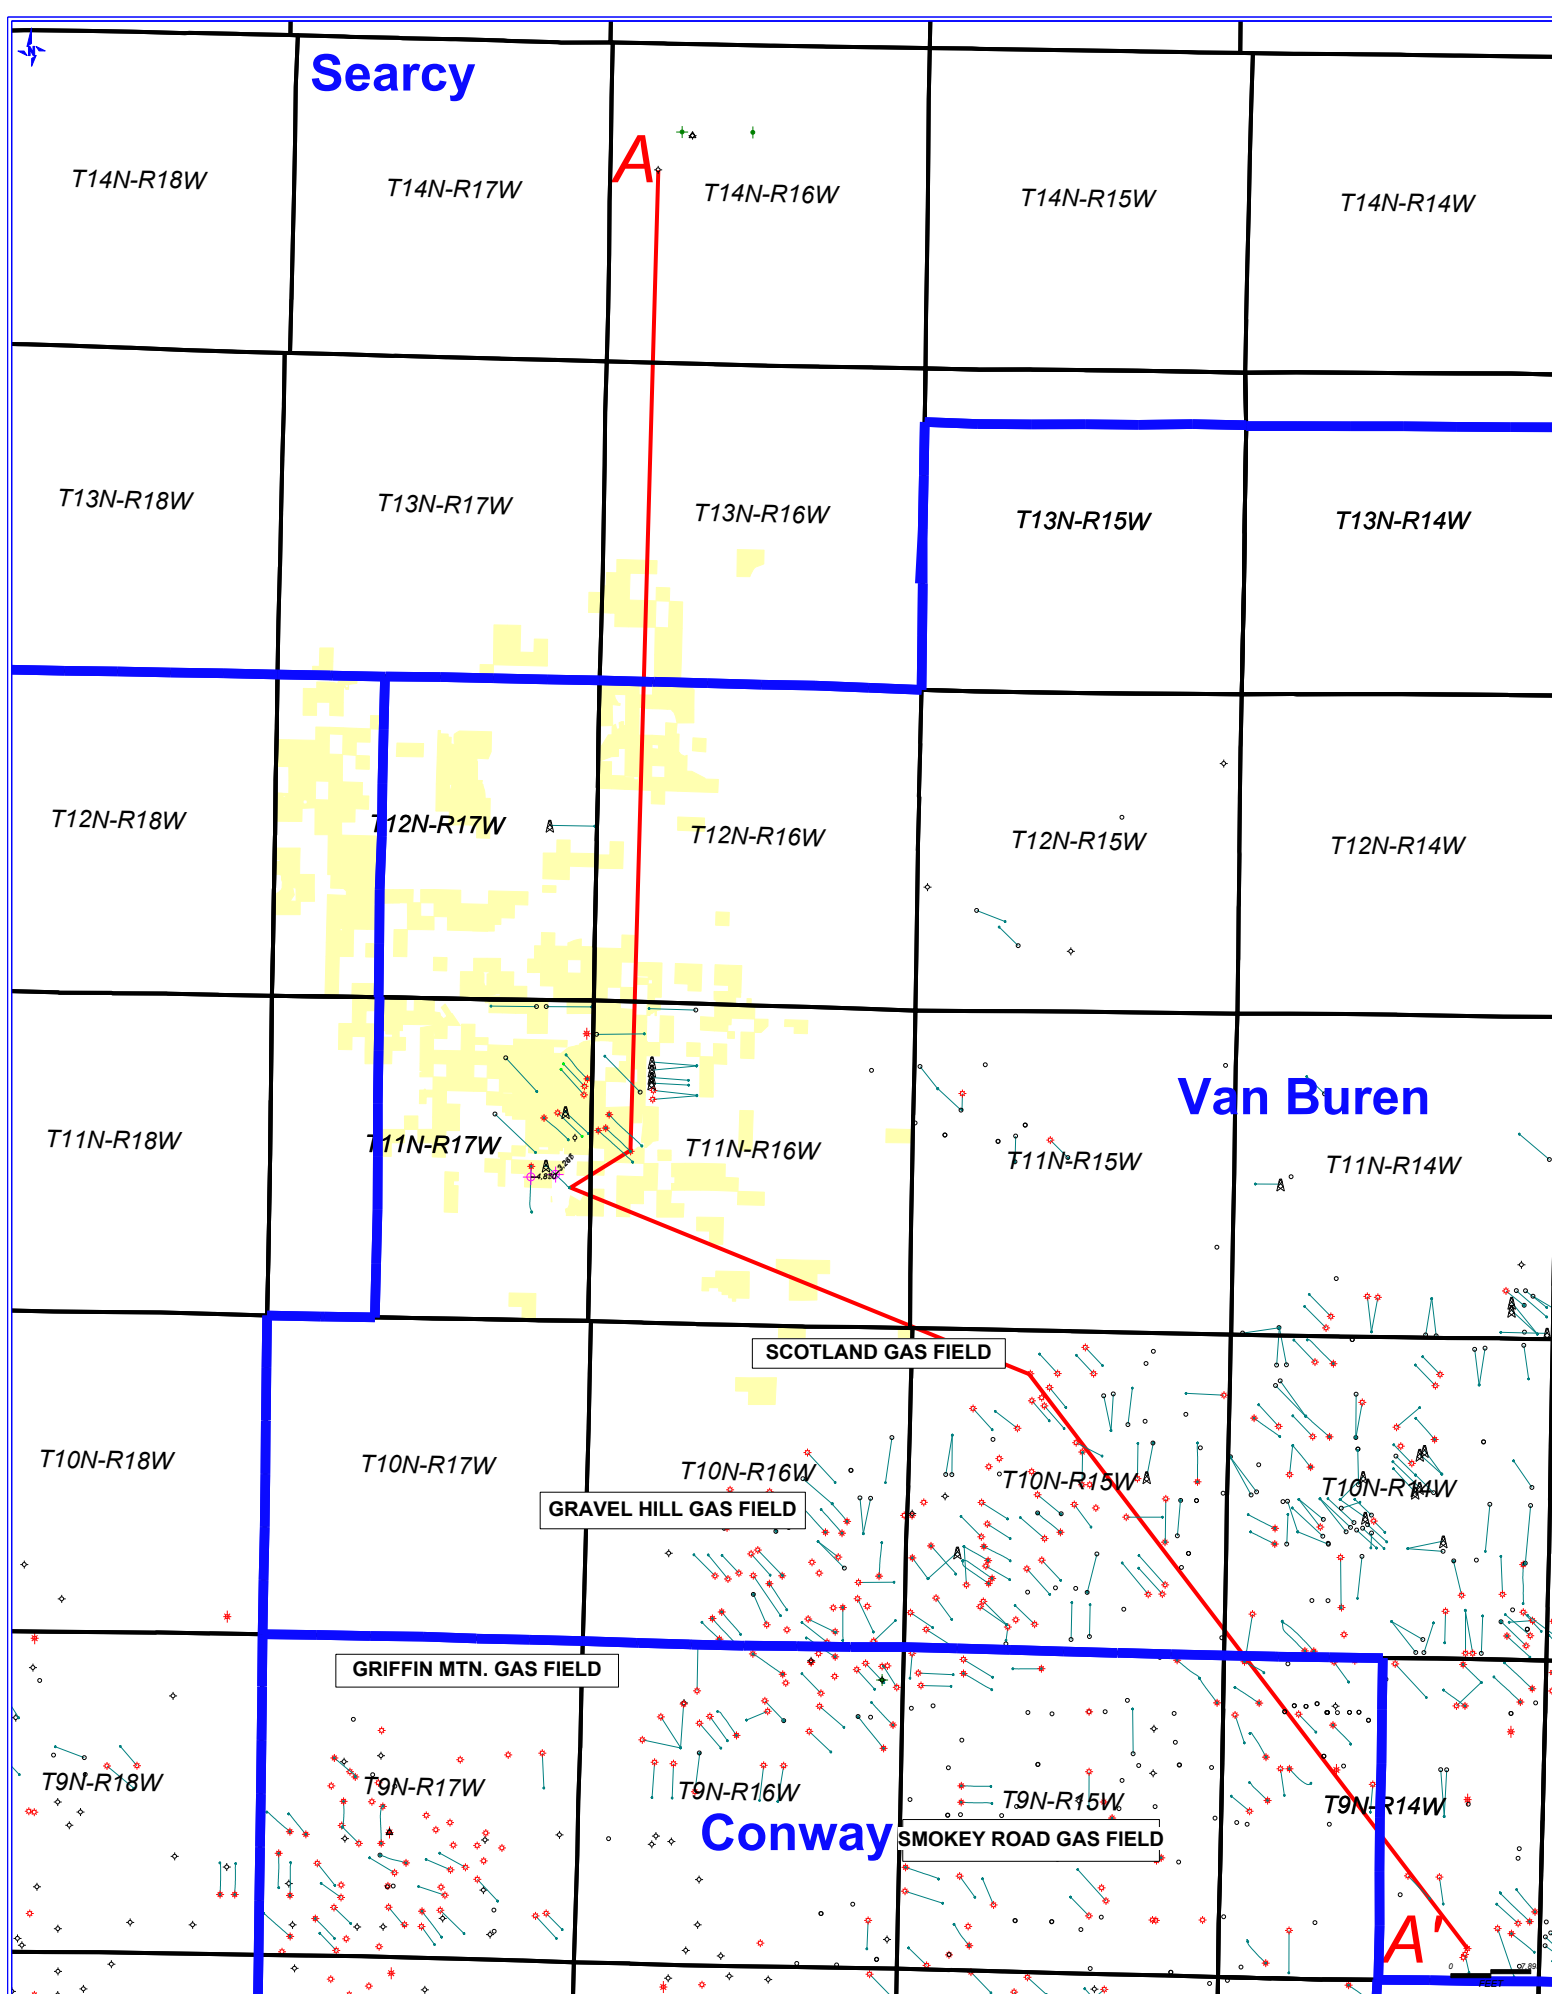 N
Searcy
A
T14N-R18W
T14N-R17W
T14N-R16W
T14N-R15W
T14N-R14W
T13N-R18W
T13N-R17W
T13N-R16W
T13N-R15W
T13N-R14W
T12N-R18W
T12N-R17W
T12N-R16W
T12N-R15W
T12N-R14W
Van Buren
T11N-R18W
T11N-R17W
T11N-R16W
T11N-R15W
T11N-R14W
SCOTLAND GAS FIELD
T10N-R18W
T10N-R17W
T10N-R16W
T10N-R15W
T10N-R14W
GRAVEL HILL GAS FIELD
GRIFFIN MTN. GAS FIELD
T9N-R18W
T9N-R17W
T9N-R16W
T9N-R15W
T9N-R14W
Conway
SMOKEY ROAD GAS FIELD
A'
0
FEET